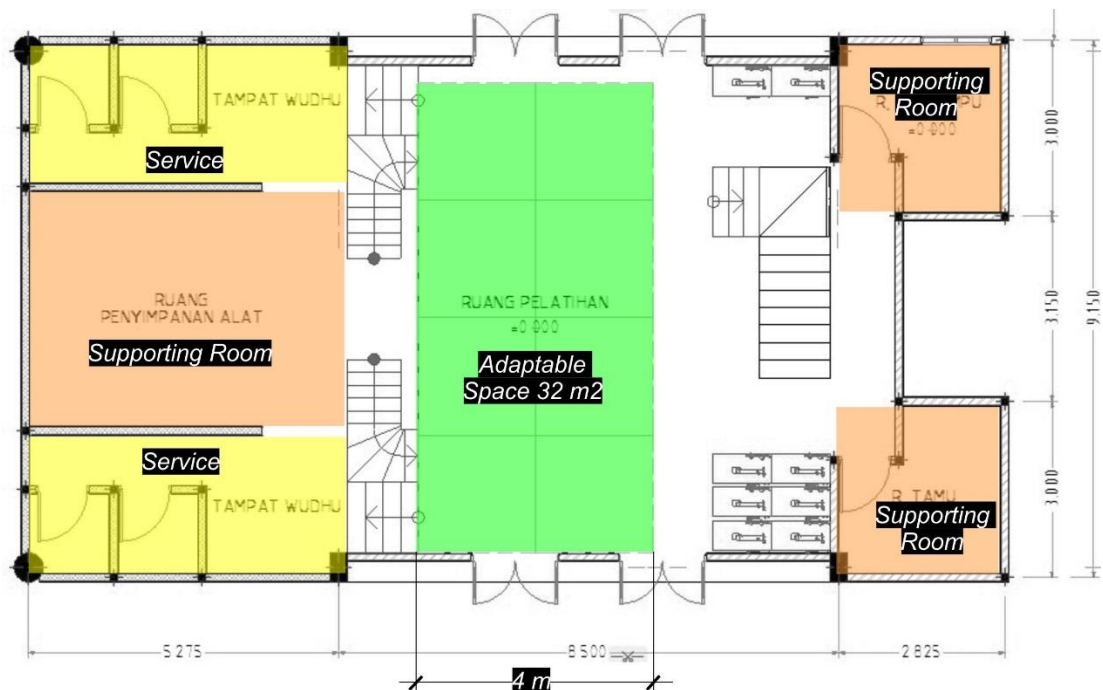 TAMPAT WUDHU
Service
Supporting
Room
±0.000
3.000
RUANG
PENYIMPANAN ALAT
Supporting Room
RUANG PELATIHAN
±0.000
Adaptable
Space 32 m2
3.150
9.150
Service
TAMPAT WUDHU
R. TAMU
Supporting
Room
3.000
5.275
8.500
2.825
4 m